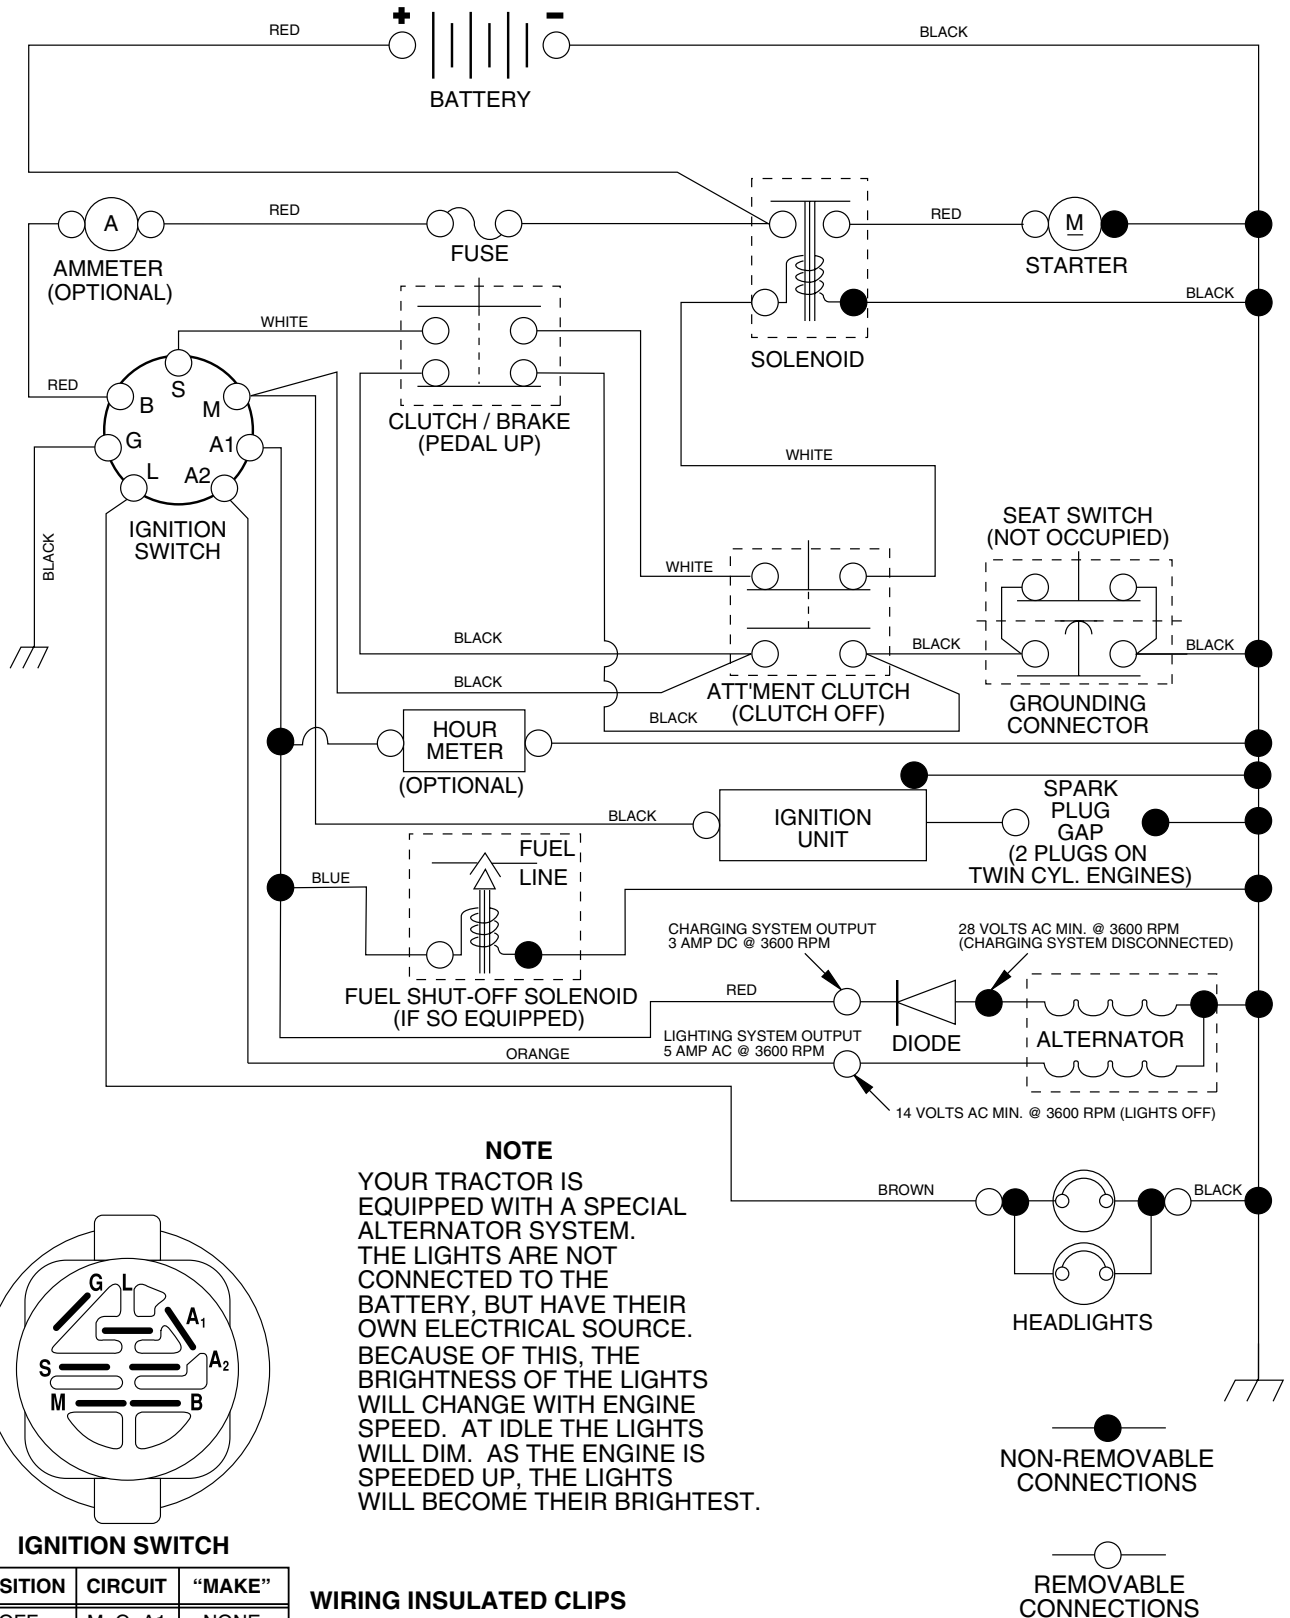 +
−
RED
BLACK
BATTERY
RED
RED
A
M
FUSE
AMMETER
(OPTIONAL)
STARTER
BLACK
WHITE
SOLENOID
RED
S
B
M
G
A1
L
A2
CLUTCH / BRAKE
(PEDAL UP)
WHITE
IGNITION
SWITCH
BLACK
SEAT SWITCH
(NOT OCCUPIED)
WHITE
BLACK
BLACK
BLACK
BLACK
ATT'MENT CLUTCH
(CLUTCH OFF)
BLACK
GROUNDING
CONNECTOR
HOUR
METER
(OPTIONAL)
BLACK
IGNITION
UNIT
SPARK
PLUG
GAP
(2 PLUGS ON
TWIN CYL. ENGINES)
FUEL
LINE
BLUE
CHARGING SYSTEM OUTPUT
3 AMP DC @ 3600 RPM
28 VOLTS AC MIN. @ 3600 RPM
(CHARGING SYSTEM DISCONNECTED)
FUEL SHUT-OFF SOLENOID
(IF SO EQUIPPED)
RED
DIODE
ALTERNATOR
LIGHTING SYSTEM OUTPUT
5 AMP AC @ 3600 RPM
ORANGE
14 VOLTS AC MIN. @ 3600 RPM (LIGHTS OFF)
NOTE
YOUR TRACTOR IS
EQUIPPED WITH A SPECIAL
ALTERNATOR SYSTEM.
THE LIGHTS ARE NOT
CONNECTED TO THE
BATTERY, BUT HAVE THEIR
OWN ELECTRICAL SOURCE.
BECAUSE OF THIS, THE
BRIGHTNESS OF THE LIGHTS
WILL CHANGE WITH ENGINE
SPEED. AT IDLE THE LIGHTS
WILL DIM. AS THE ENGINE IS
SPEEDED UP, THE LIGHTS
WILL BECOME THEIR BRIGHTEST.
BROWN
BLACK
HEADLIGHTS
G
L
A1
A2
S
M
B
NON-REMOVABLE
CONNECTIONS
REMOVABLE
CONNECTIONS
IGNITION SWITCH
SITION CIRCUIT “MAKE”
WIRING INSULATED CLIPS